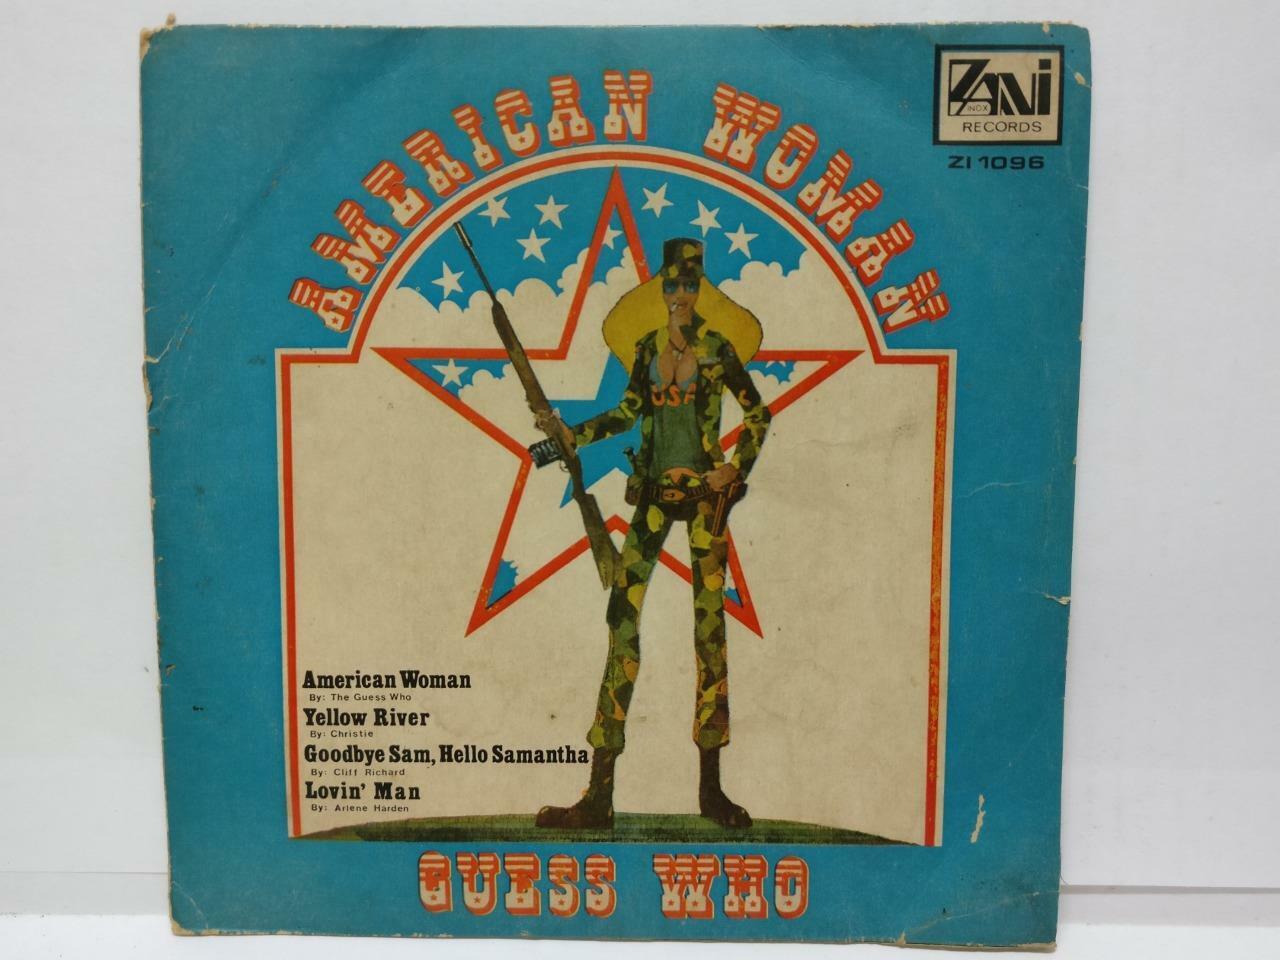 AMERICAN WOMAN
ZANI
INOX
RECORDS
ZI 1096
USA
American Woman
By: The Guess Who
Yellow River
By: Christie
Goodbye Sam, Hello Samantha
By: Cliff Richard
Lovin' Man
By: Arlene Harden
GUESS WHO